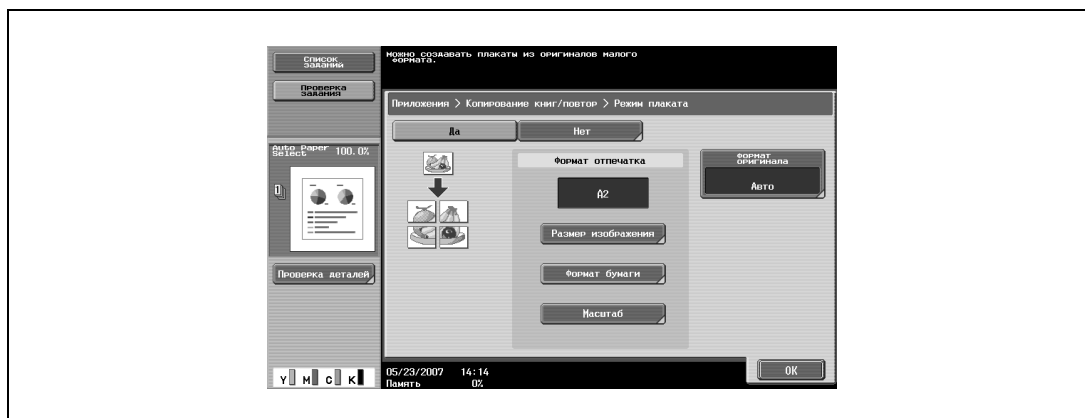 Список
заданий
Можно создавать плакаты из оригиналов малого
формата.
Проверка
задания
Приложения > Копирование книг/повтор > Режим плаката
Да
Нет
Auto Paper
Select
100.0%
Формат отпечатка
Формат
оригинала
Авто
A2
1
Размер изображения
Проверка деталей
Формат бумаги
Масштаб
05/23/2007 14:14
Память 0%
Y M C K
OK